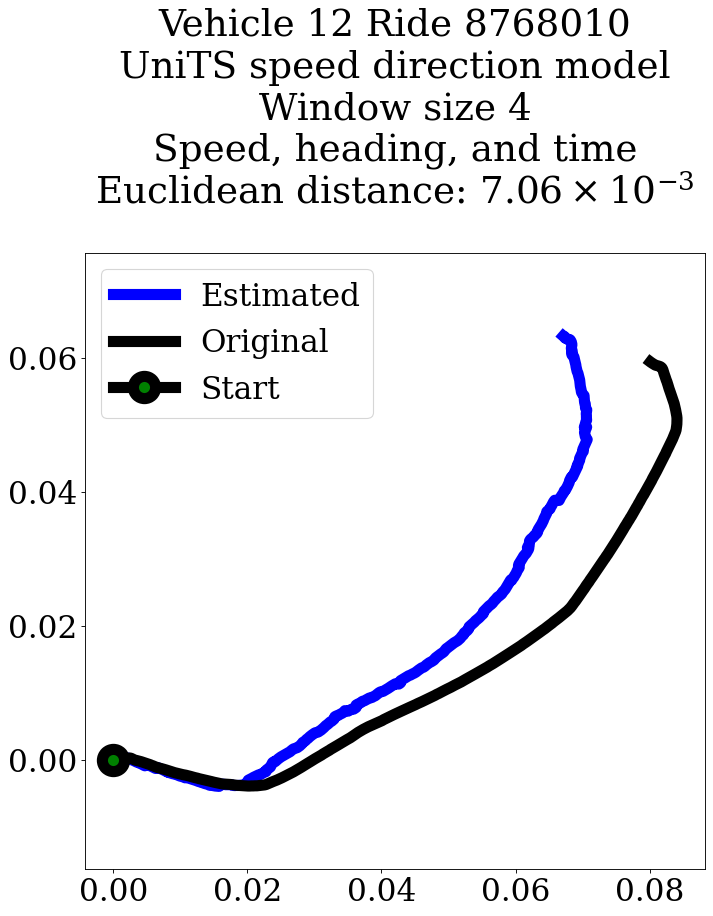 Vehicle 12 Ride 8768010
UniTS speed direction model
Window size 4
Speed, heading, and time
Euclidean distance: 7.06 × 10⁻³
Estimated
Original
Start
0.06
0.04
0.02
0.00
0.00 0.02 0.04 0.06 0.08